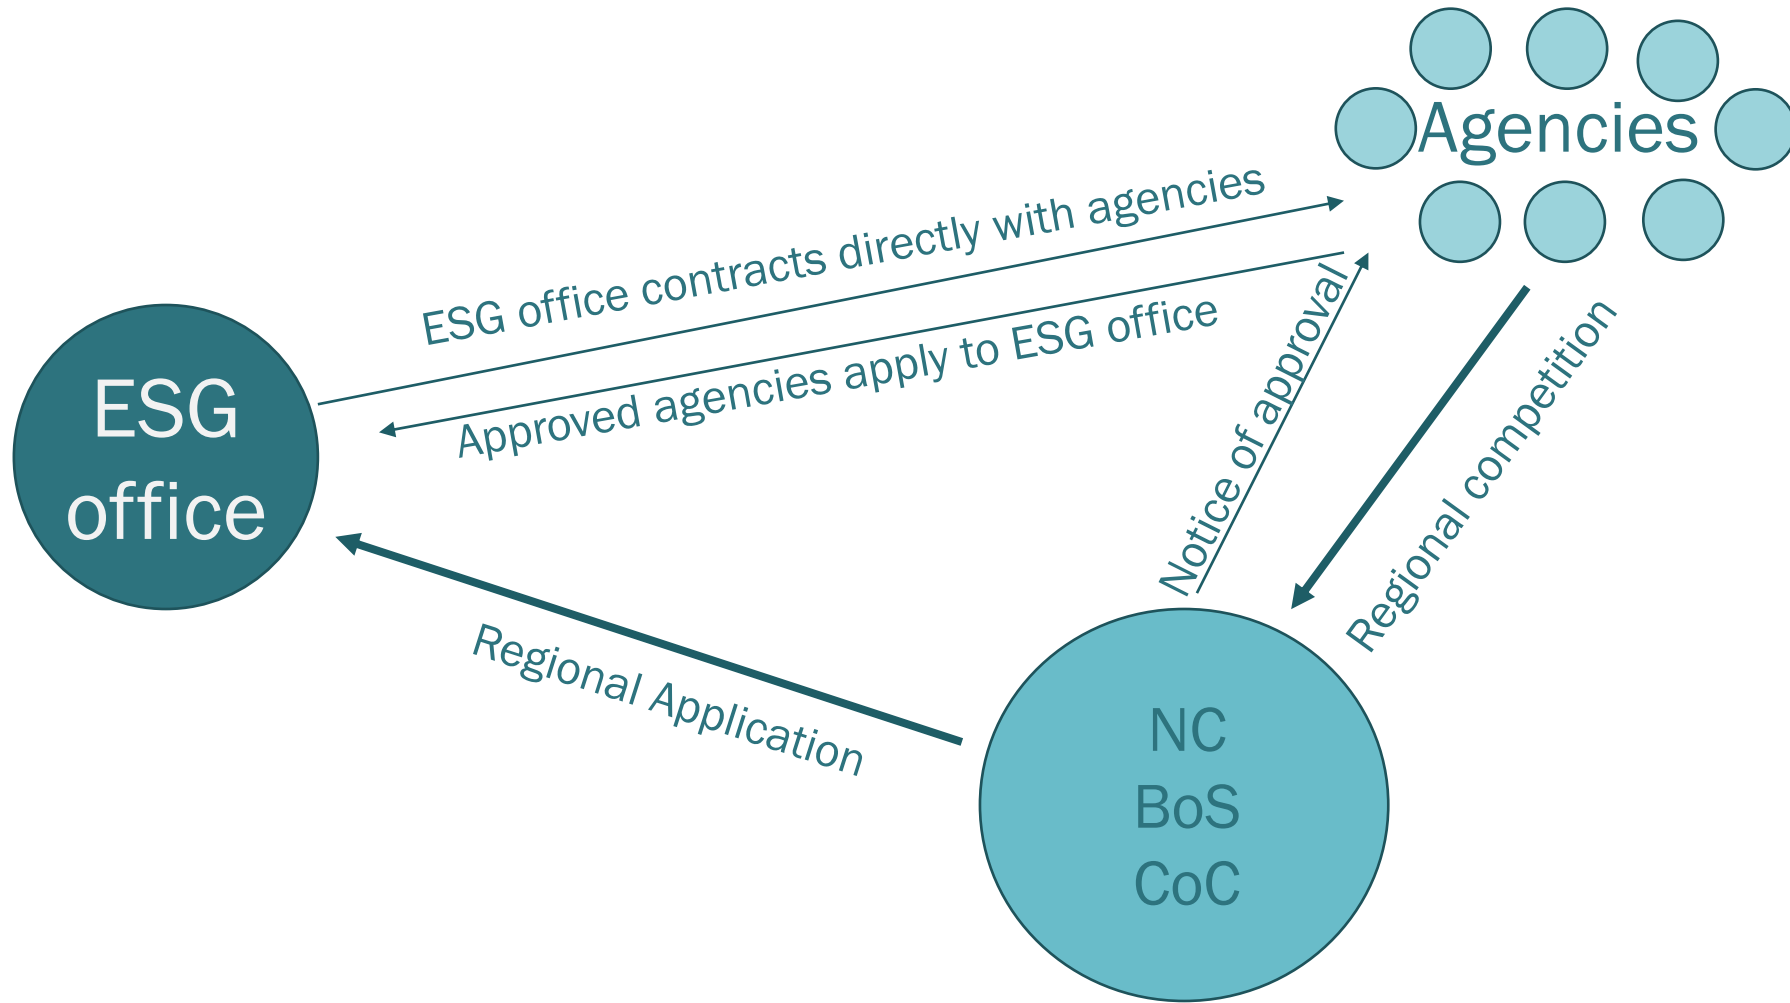 Agencies
ESG office contracts directly with agencies
Approved agencies apply to ESG office
Notice of approval
Regional competition
ESG
office
Regional Application
NC
BoS
CoC